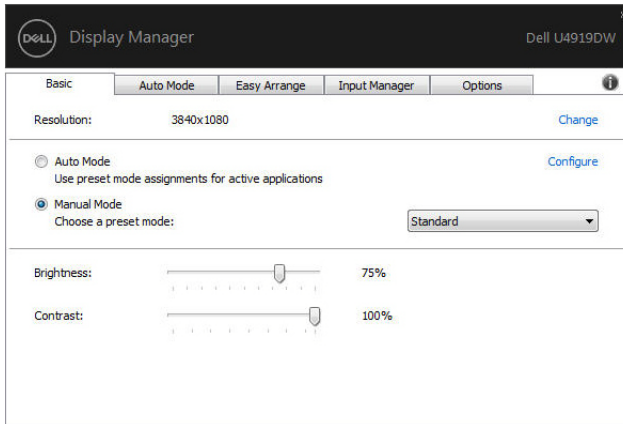 DELL Display Manager Dell U4919DW
Basic Auto Mode Easy Arrange Input Manager Options
Resolution: 3840x1080 Change
Auto Mode Configure
Use preset mode assignments for active applications
Manual Mode
Choose a preset mode: Standard
Brightness: 75%
Contrast: 100%